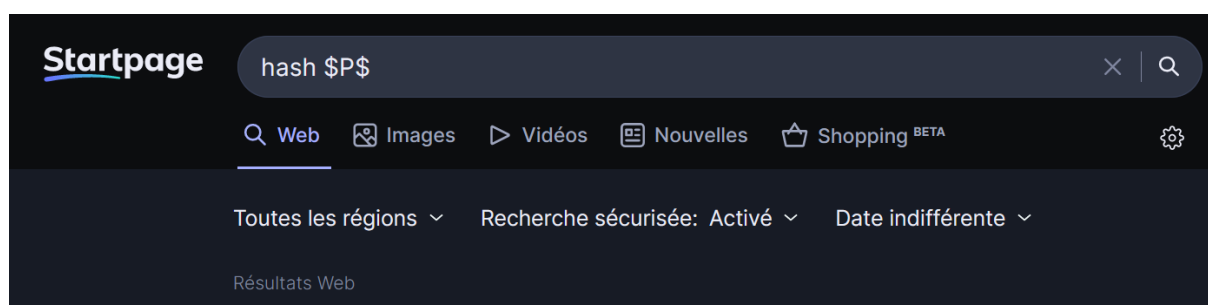 Startpage hash $P$
Web Images Vidéos Nouvelles Shopping BETA
Toutes les régions Recherche sécurisée: Activé Date indifférente
Résultats Web